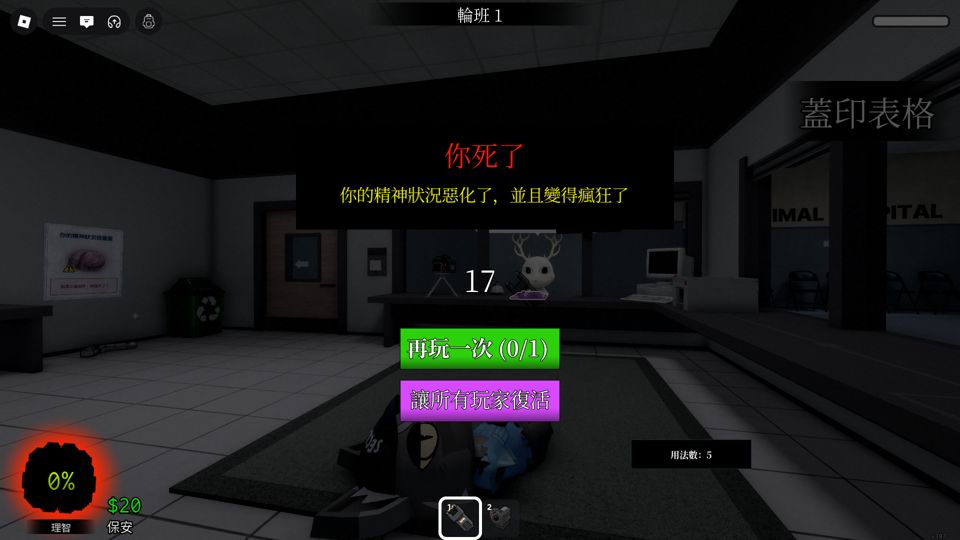 輪班 1
蓋印表格
你死了
你的精神狀況惡化了，並且變得瘋狂了
IMAL
PITAL
17
再玩一次 (0/1)
讓所有玩家復活
用法數: 5
0%
$20
理智
保安
1
2